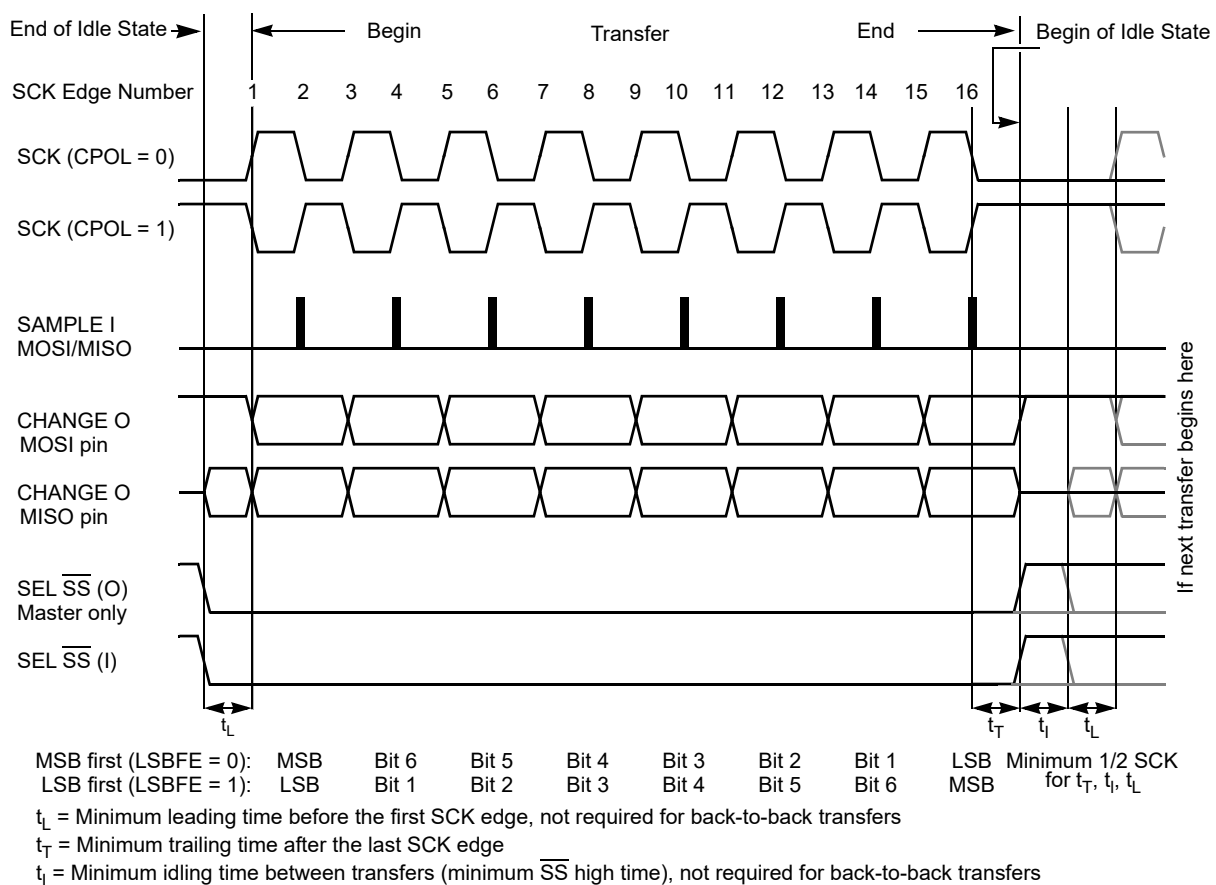 End of Idle State Begin Transfer End Begin of Idle State
SCK Edge Number 1 2 3 4 5 6 7 8 9 10 11 12 13 14 15 16
SCK (CPOL = 0)
SCK (CPOL = 1)
SAMPLE I
MOSI/MISO
CHANGE O
MOSI pin
CHANGE O
MISO pin
SEL S̅S̅ (O)
Master only
SEL S̅S̅ (I)
If next transfer begins here
tL tT tI tL
MSB first (LSBFE = 0): MSB Bit 6 Bit 5 Bit 4 Bit 3 Bit 2 Bit 1 LSB Minimum 1/2 SCK
LSB first (LSBFE = 1): LSB Bit 1 Bit 2 Bit 3 Bit 4 Bit 5 Bit 6 MSB for tT, tI, tL
tL = Minimum leading time before the first SCK edge, not required for back-to-back transfers
tT = Minimum trailing time after the last SCK edge
tI = Minimum idling time between transfers (minimum S̅S̅ high time), not required for back-to-back transfers